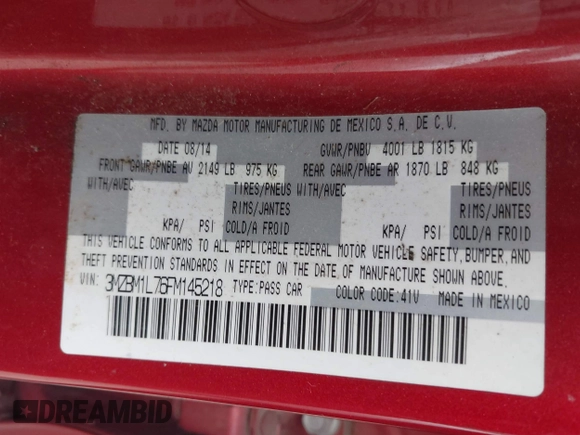 MFD. BY MAZDA MOTOR MANUFACTURING DE MEXICO S.A. DE C.V.
DATE 08/14 GVWR/PNBV 4001 LB 1815 KG
FRONT GAWR/PNBE AV 2149 LB 975 KG REAR GAWR/PNBE AR 1870 LB 848 KG
WITH/AVEC TIRES/PNEUS WITH/AVEC TIRES/PNEUS
RIMS/JANTES RIMS/JANTES
KPA/ PSI COLD/A FROID KPA/ PSI COLD/A FROID
THIS VEHICLE CONFORMS TO ALL APPLICABLE FEDERAL MOTOR VEHICLE SAFETY, BUMPER, AND
THEFT PREVENTION STANDARDS IN EFFECT ON THE DATE OF MANUFACTURE SHOWN ABOVE.
VIN: 3MZBM1L76FM145218 TYPE: PASS CAR COLOR CODE: 41V MADE IN MEXICO
DREAMBID